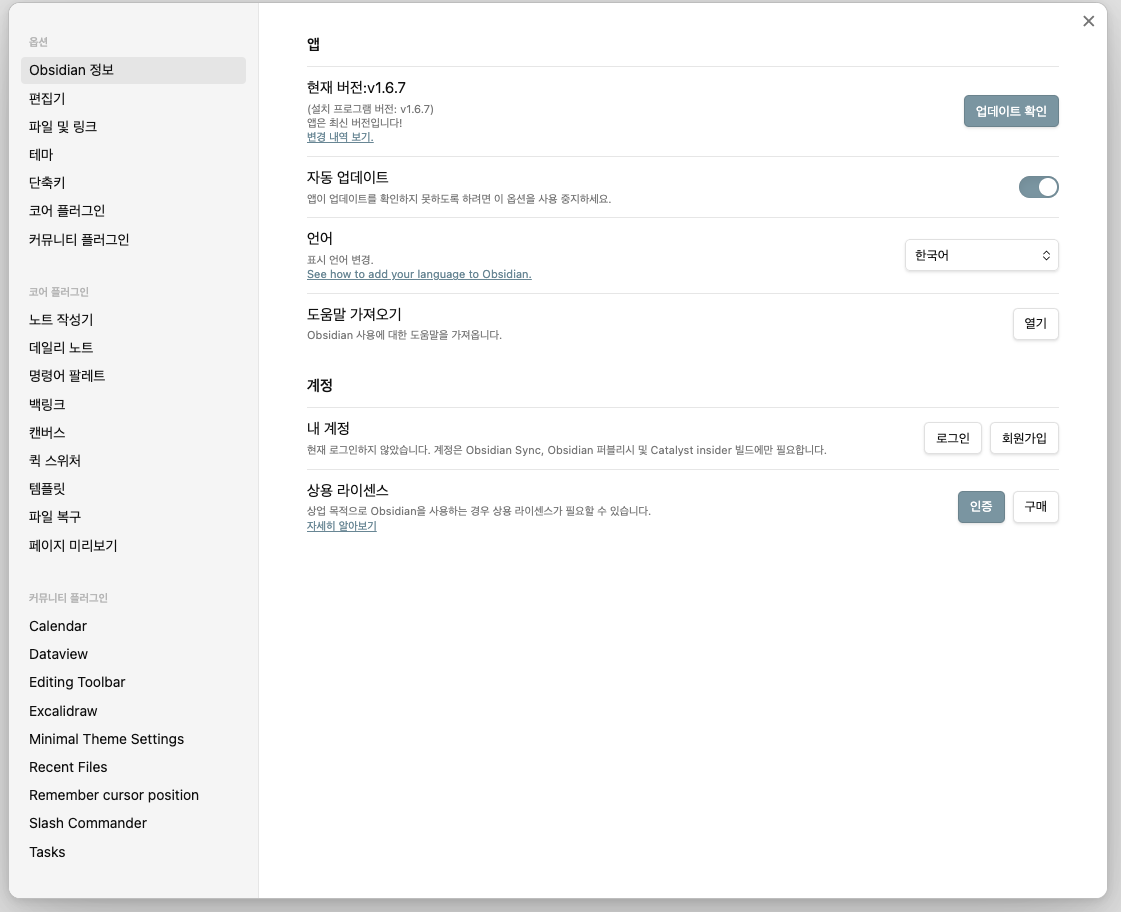 옵션
Obsidian 정보
편집기
파일 및 링크
테마
단축키
코어 플러그인
커뮤니티 플러그인
코어 플러그인
노트 작성기
데일리 노트
명령어 팔레트
백링크
캔버스
퀵 스위처
템플릿
파일 복구
페이지 미리보기
커뮤니티 플러그인
Calendar
Dataview
Editing Toolbar
Excalidraw
Minimal Theme Settings
Recent Files
Remember cursor position
Slash Commander
Tasks
앱
현재 버전:v1.6.7
(설치 프로그램 버전: v1.6.7)
앱은 최신 버전입니다!
변경 내역 보기.
업데이트 확인
자동 업데이트
앱이 업데이트를 확인하지 못하도록 하려면 이 옵션을 사용 중지하세요.
언어
표시 언어 변경.
See how to add your language to Obsidian.
한국어
도움말 가져오기
Obsidian 사용에 대한 도움말을 가져옵니다.
열기
계정
내 계정
현재 로그인하지 않았습니다. 계정은 Obsidian Sync, Obsidian 퍼블리시 및 Catalyst insider 빌드에만 필요합니다.
로그인
회원가입
상용 라이센스
상업 목적으로 Obsidian을 사용하는 경우 상용 라이센스가 필요할 수 있습니다.
자세히 알아보기
인증
구매